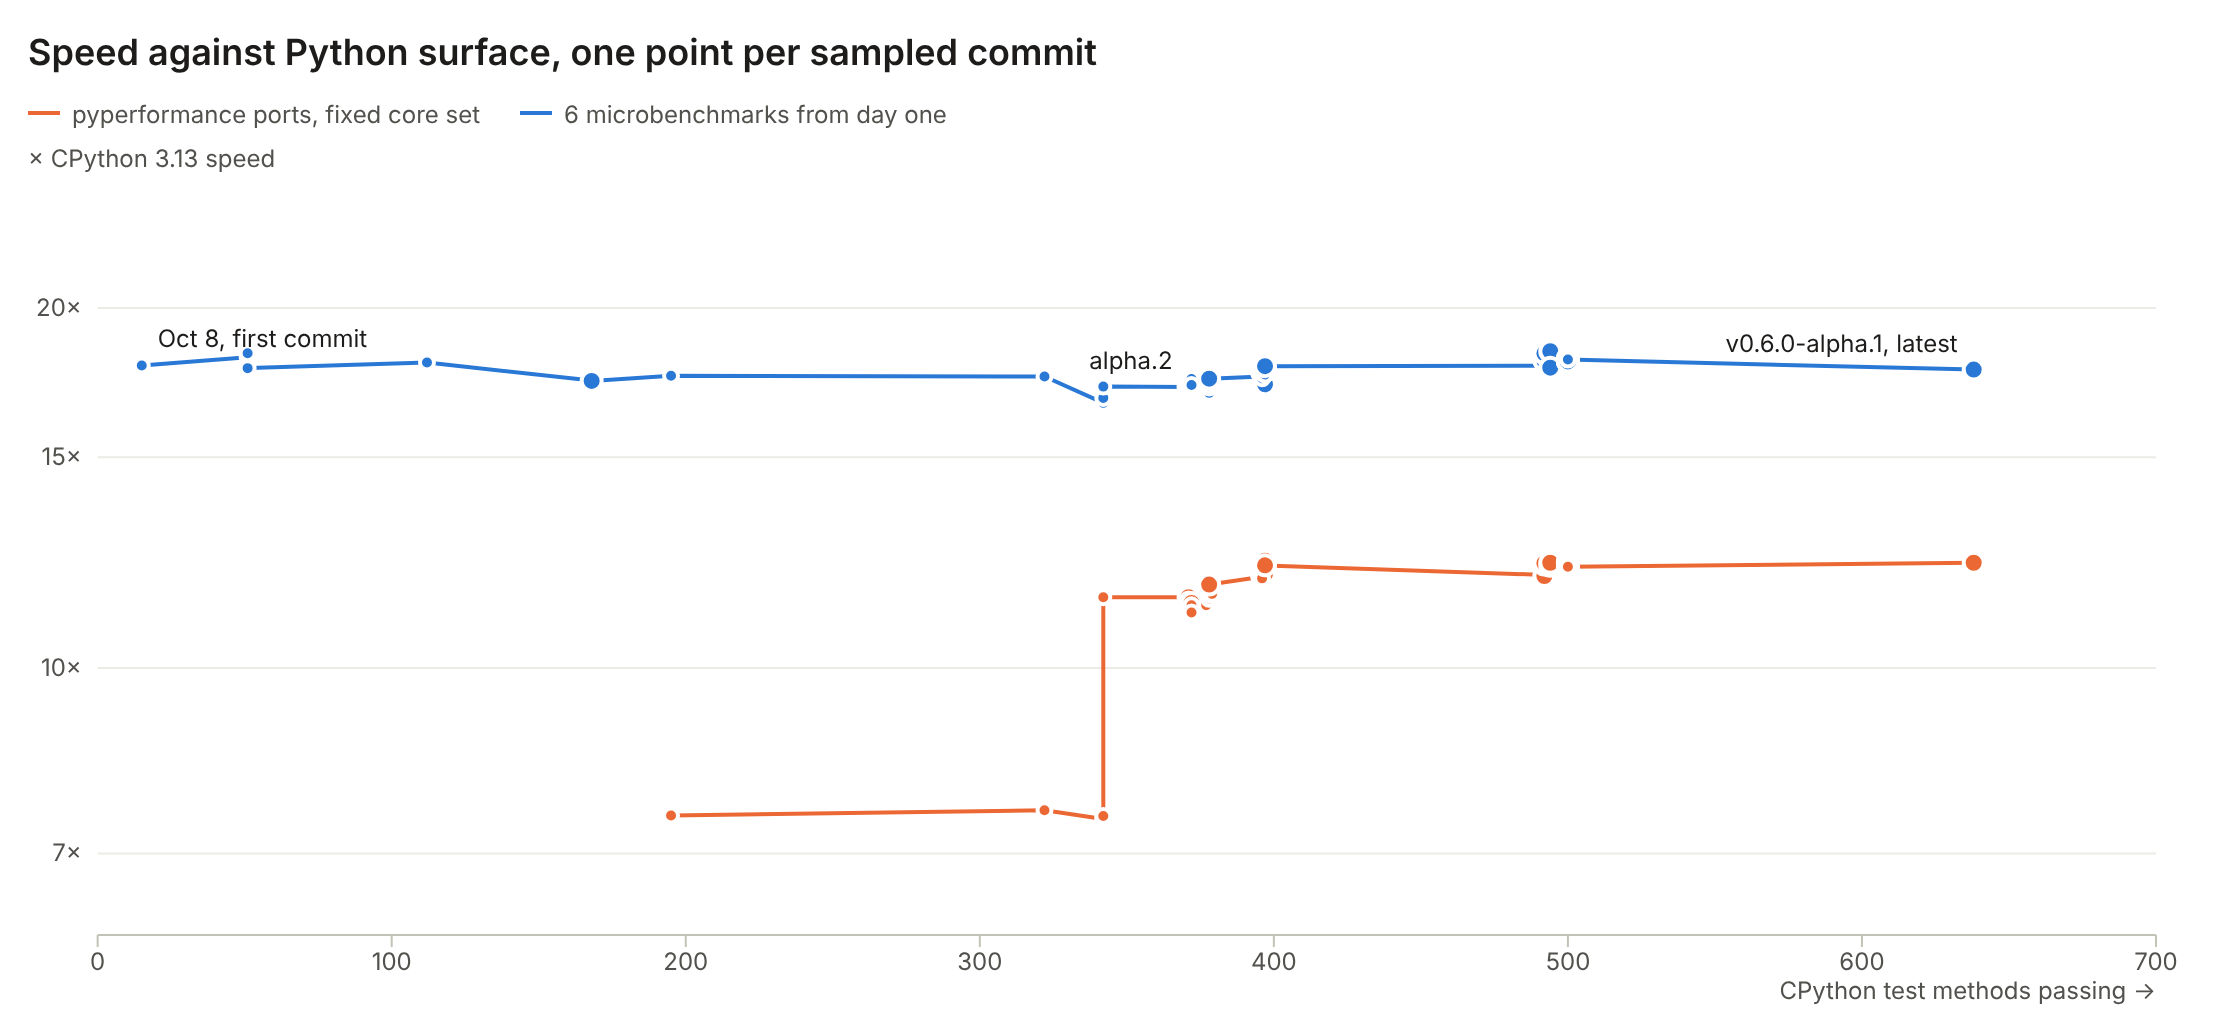 Speed against Python surface, one point per sampled commit
pyperformance ports, fixed core set
6 microbenchmarks from day one
× CPython 3.13 speed
20×
Oct 8, first commit
alpha.2
v0.6.0-alpha.1, latest
15×
10×
7×
0 100 200 300 400 500 600 700
CPython test methods passing →